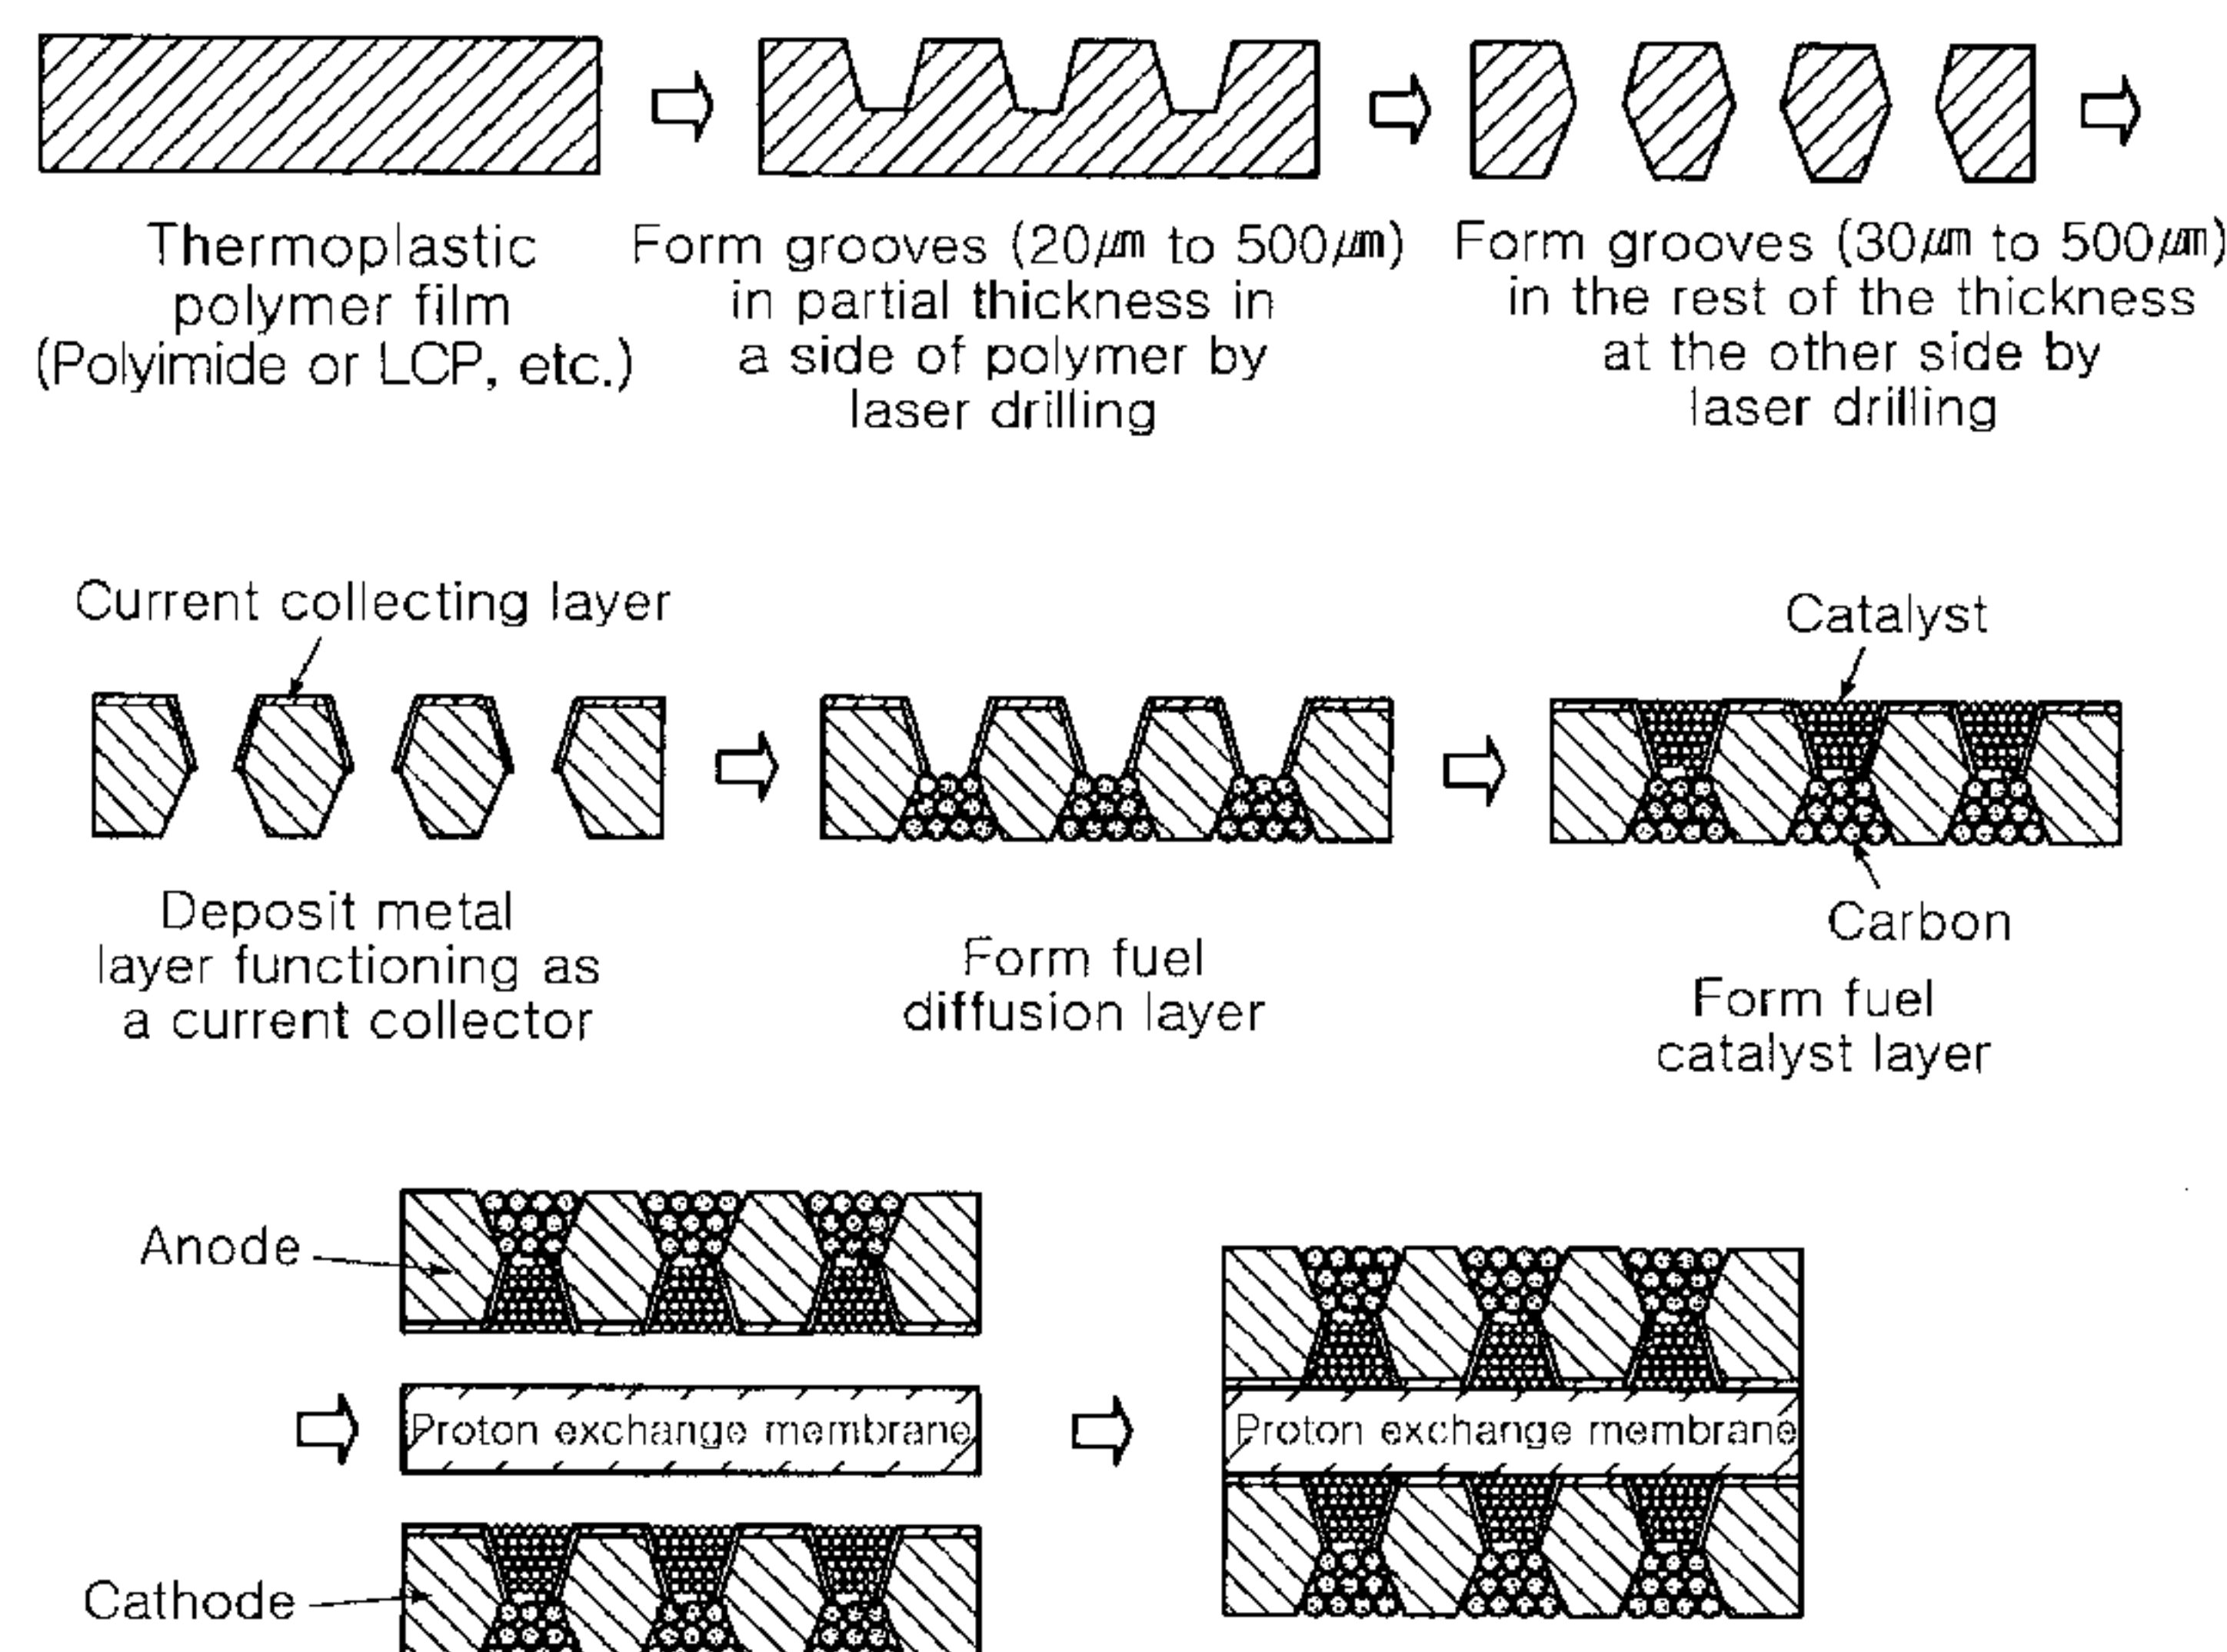 Thermoplastic
polymer film
(Polyimide or LCP, etc.)
Form grooves (20㎛ to 500㎛)
in partial thickness in
a side of polymer by
laser drilling
Form grooves (30㎛ to 500㎛)
in the rest of the thickness
at the other side by
laser drilling
Current collecting layer
Deposit metal
layer functioning as
a current collector
Form fuel
diffusion layer
Catalyst
Carbon
Form fuel
catalyst layer
Anode
Proton exchange membrane
Cathode
Proton exchange membrane